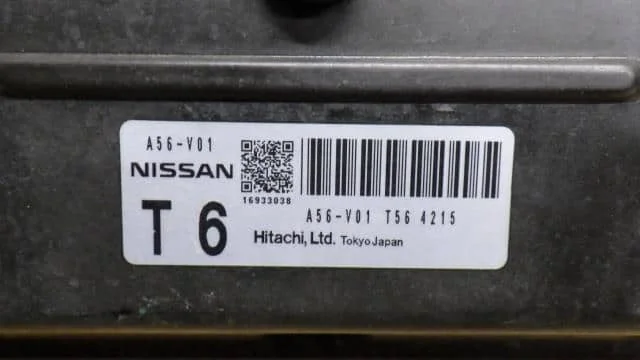 A56-V01
NISSAN
16933038
T 6
A56-V01 T56 4215
Hitachi, Ltd. Tokyo Japan